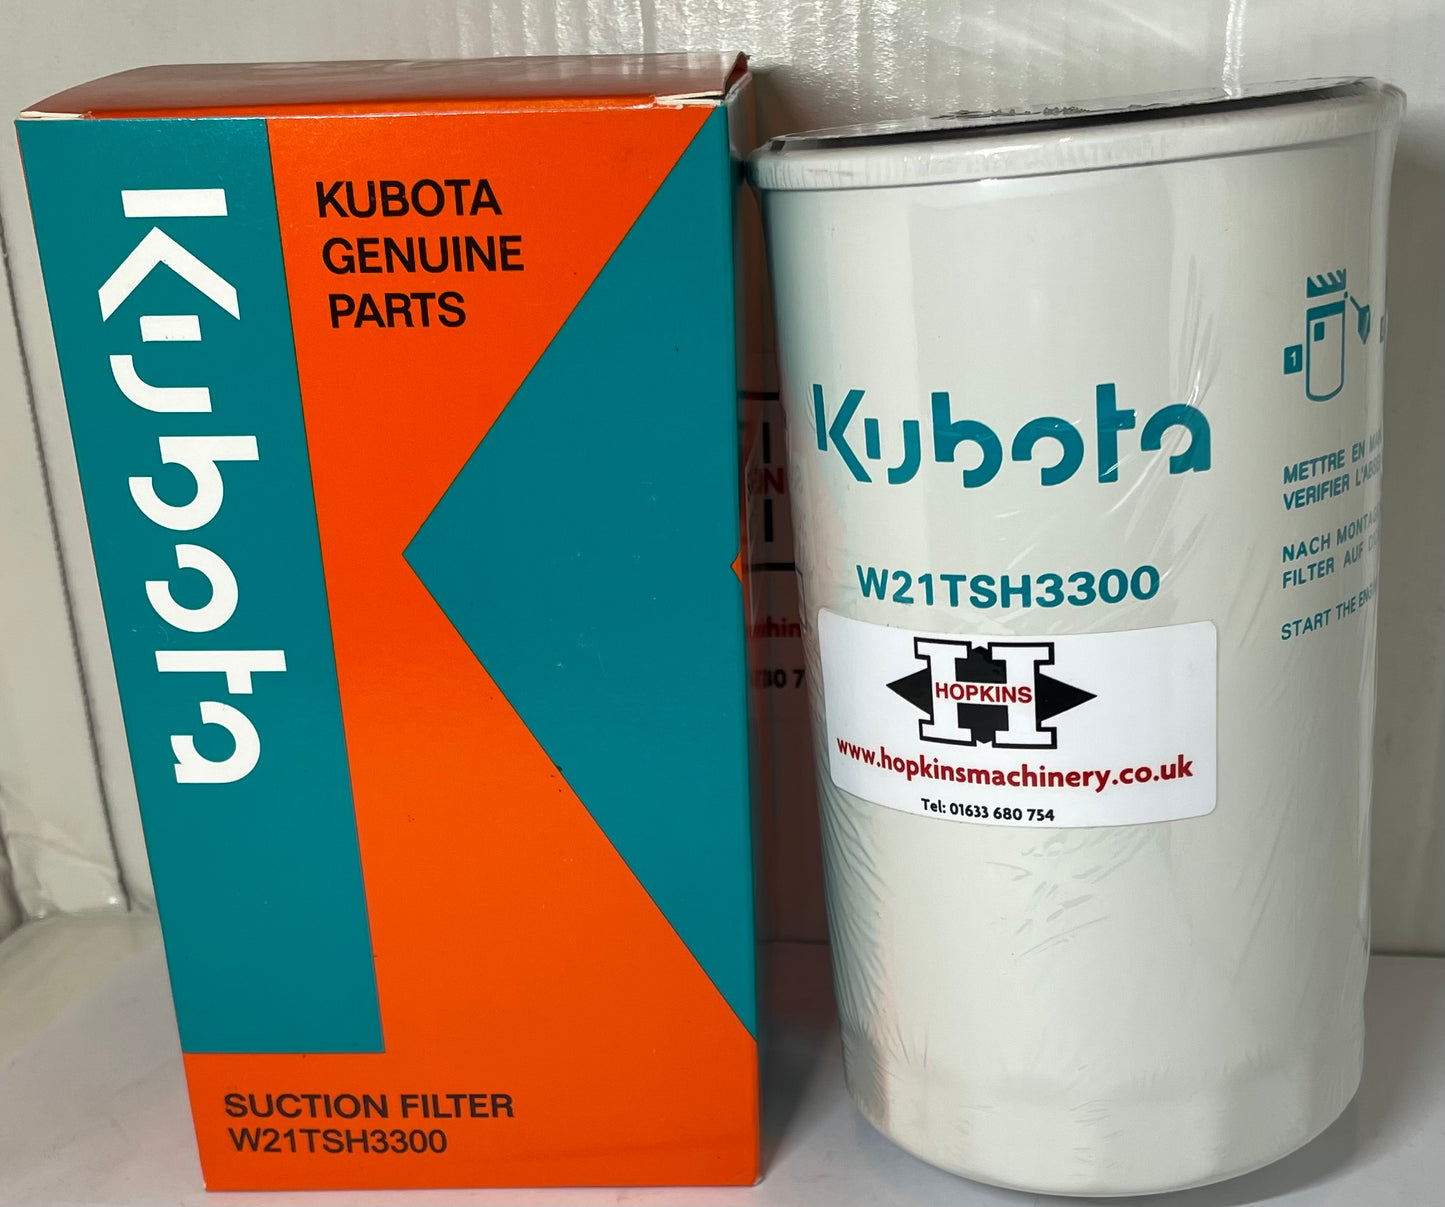 Kubota
KUBOTA
GENUINE
PARTS
SUCTION FILTER
W21TSH3300
Kubota
W21TSH3300
HOPKINS
www.hopkinsmachinery.co.uk
Tel: 01633 680 754
1
METTRE EN
VERIFIER
NACH
FILTER AUF
START THE